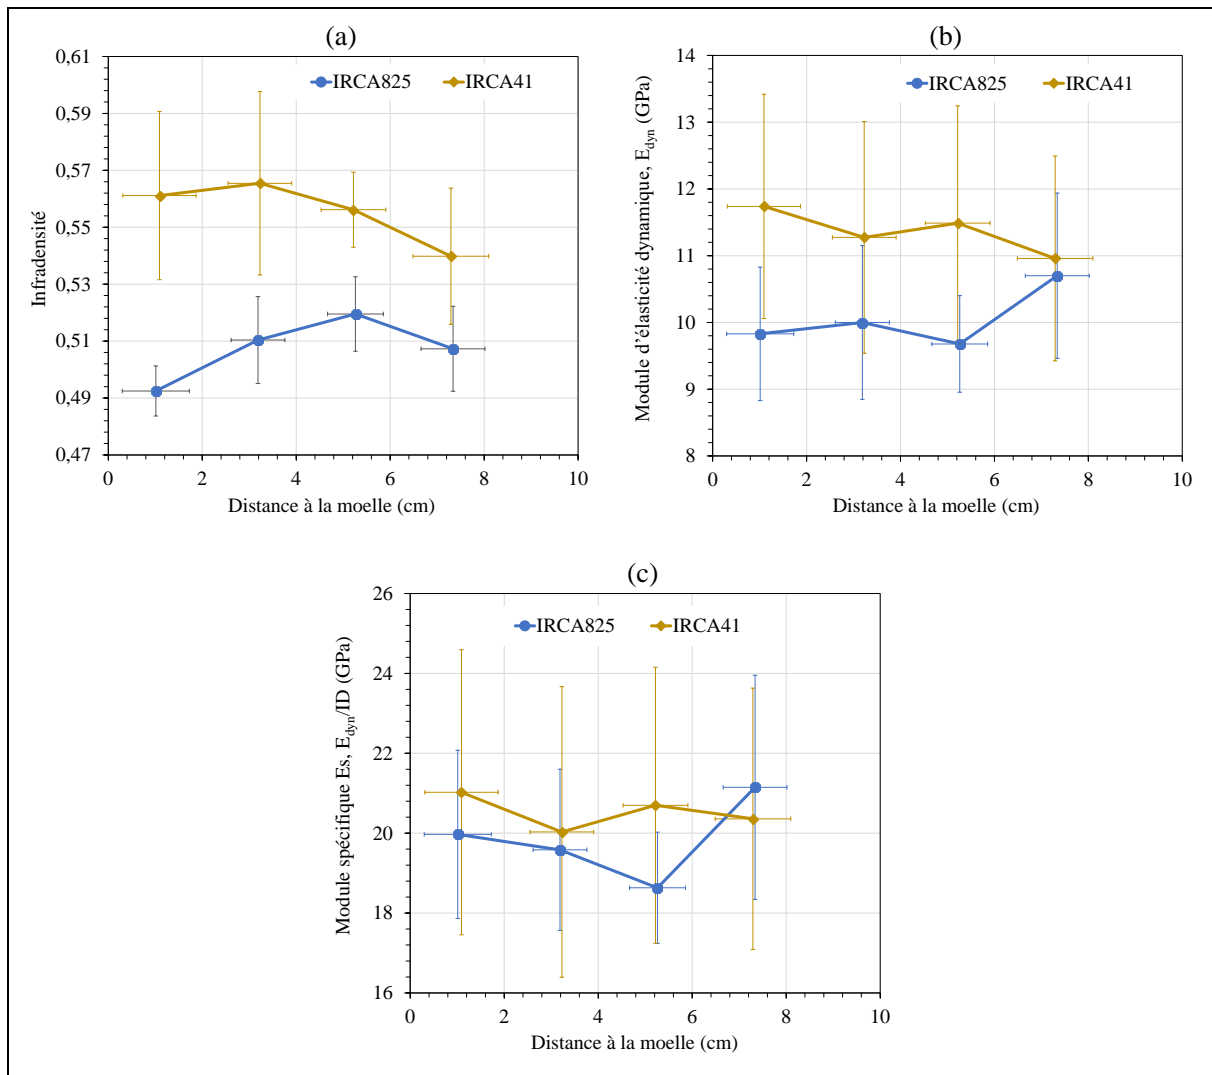 (a)
0,61
0,59
0,57
0,55
0,53
0,51
0,49
0,47
Infradensité
IRCA825 IRCA41
0 2 4 6 8 10
Distance à la moelle (cm)
(b)
14
13
12
11
10
9
8
Module d’élasticité dynamique, Edyn (GPa)
IRCA825 IRCA41
0 2 4 6 8 10
Distance à la moelle (cm)
(c)
26
24
22
20
18
16
Module spécifique Es, Edyn/ID (GPa)
IRCA825 IRCA41
0 2 4 6 8 10
Distance à la moelle (cm)